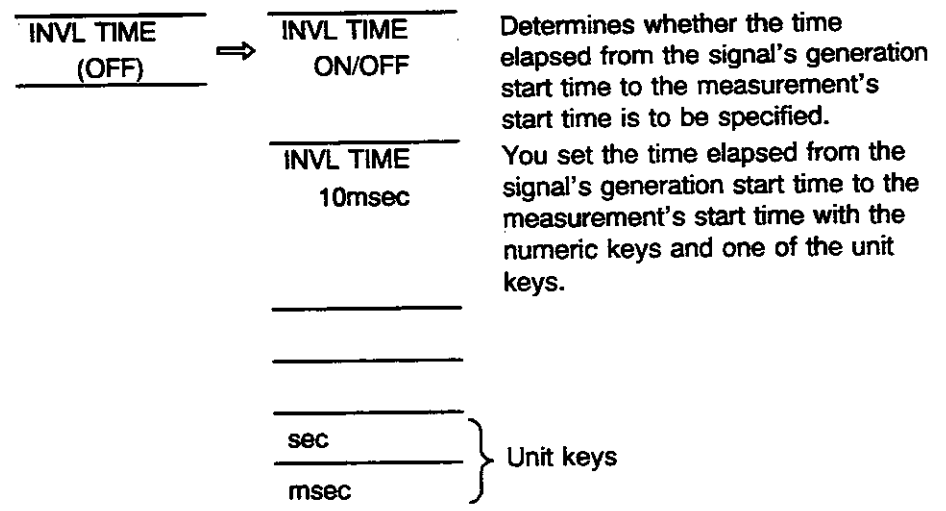 INVL TIME
(OFF)
⇒
INVL TIME
ON/OFF
Determines whether the time
elapsed from the signal's generation
start time to the measurement's
start time is to be specified.
INVL TIME
10msec
You set the time elapsed from the
signal's generation start time to the
measurement's start time with the
numeric keys and one of the unit
keys.
sec
msec
Unit keys